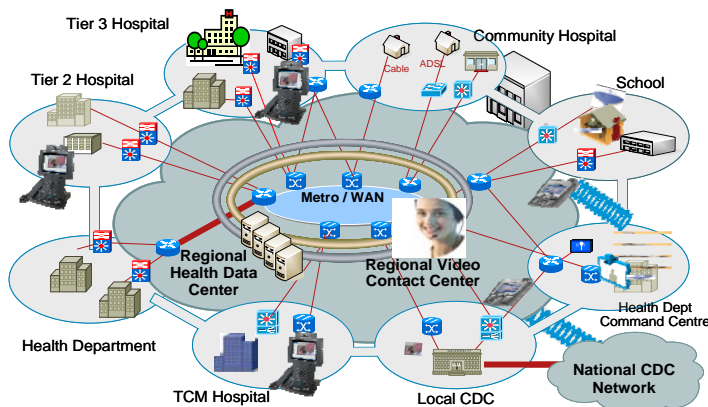 Tier 3 Hospital
Community Hospital
Tier 2 Hospital
Cable
ADSL
School
Metro / WAN
Regional
Health Data
Center
Regional Video
Contact Center
Health Dept
Command Centre
Health Department
TCM Hospital
Local CDC
National CDC
Network